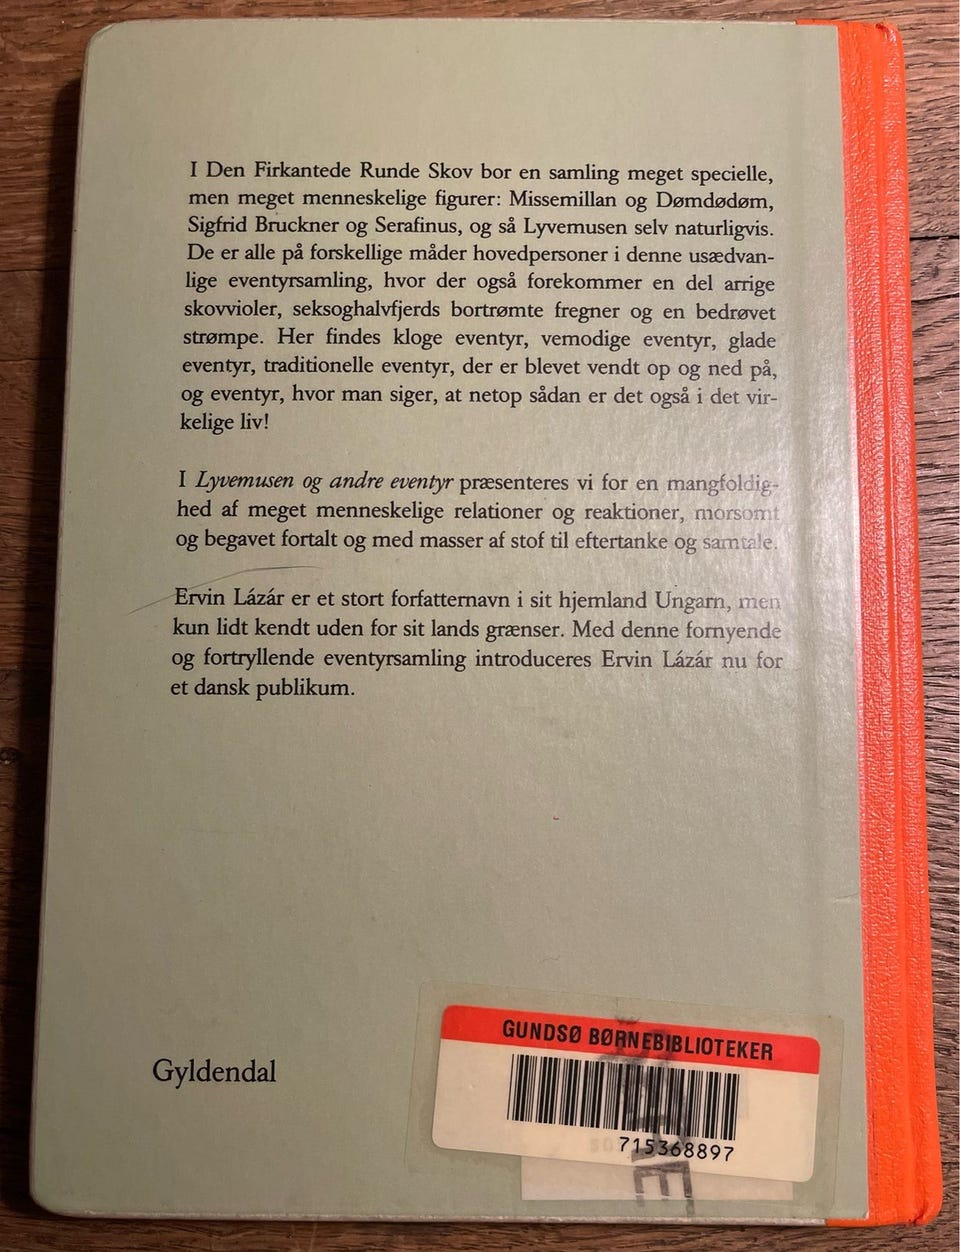 I Den Firkantede Runde Skov bor en samling meget specielle,
men meget menneskelige figurer: Missemillan og Dømdødøm,
Sigfrid Bruckner og Serafinus, og så Lyvemusen selv naturligvis.
De er alle på forskellige måder hovedpersoner i denne usædvan-
lige eventyrsamling, hvor der også forekommer en del arrige
skovvioler, seksoghalvfjerds bortrømte fregner og en bedrøvet
strømpe. Her findes kloge eventyr, vemodige eventyr, glade
eventyr, traditionelle eventyr, der er blevet vendt op og ned på,
og eventyr, hvor man siger, at netop sådan er det også i det vir-
kelige liv!
I Lyvemusen og andre eventyr præsenteres vi for en mangfoldig-
hed af meget menneskelige relationer og reaktioner, morsomt
og begavet fortalt og med masser af stof til eftertanke og samtale.
Ervin Lázár er et stort forfatternavn i sit hjemland Ungarn, men
kun lidt kendt uden for sit lands grænser. Med denne fornyende
og fortryllende eventyrsamling introduceres Ervin Lázár nu for
et dansk publikum.
Gyldendal
GUNDSØ BØRNEBIBLIOTEKER
715368897